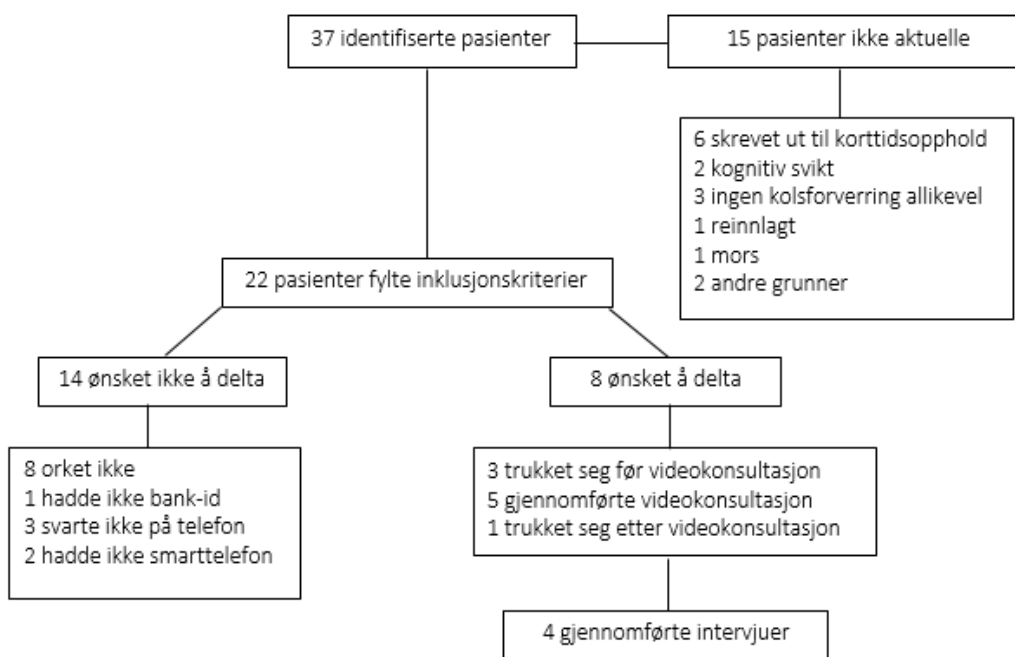 37 identifiserte pasienter
15 pasienter ikke aktuelle
6 skrevet ut til korttidsopphold
2 kognitiv svikt
3 ingen kolsforverring allikevel
1 reinnlagt
1 mors
2 andre grunner
22 pasienter fylte inklusjonskriterier
14 ønsket ikke å delta
8 ønsket å delta
8 orket ikke
1 hadde ikke bank-id
3 svarte ikke på telefon
2 hadde ikke smarttelefon
3 trukket seg før videokonsultasjon
5 gjennomførte videokonsultasjon
1 trukket seg etter videokonsultasjon
4 gjennomførte intervjuer